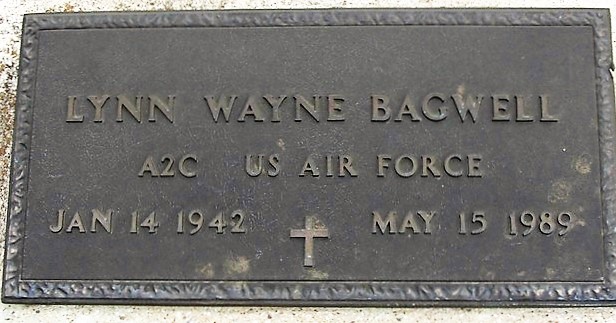 LYNN WAYNE BAGWELL
A2C US AIR FORCE
JAN 14 1942 MAY 15 1989